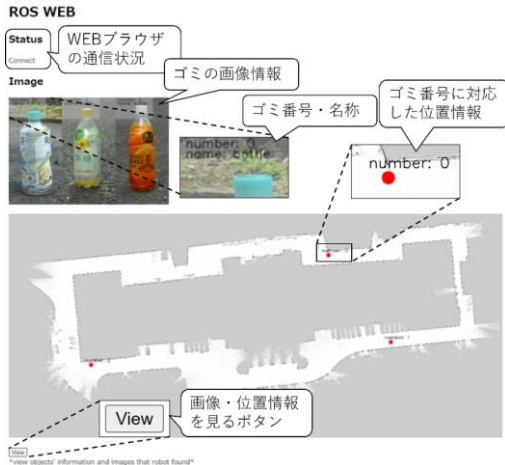 ROS WEB
Status
Connect
WEBブラウザ
の通信状況
Image
ゴミの画像情報
ゴミ番号・名称
ゴミ番号に対応
した位置情報
number: 0
name: bottle
number: 0
View
画像・位置情報
を見るボタン
View
*view objects' information and images that robot found*